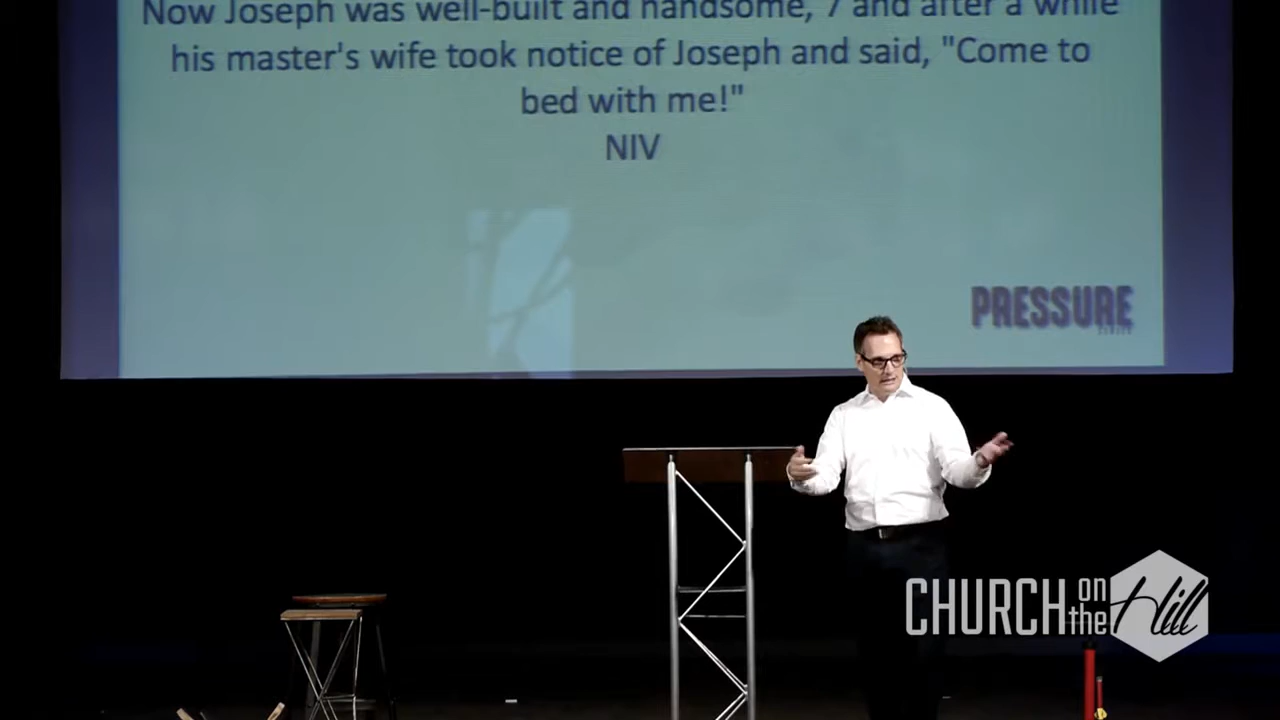 Now Joseph was well-built and handsome, 7 and after a while
his master's wife took notice of Joseph and said, "Come to
bed with me!"
NIV
PRESSURE
CHURCH on the Hill